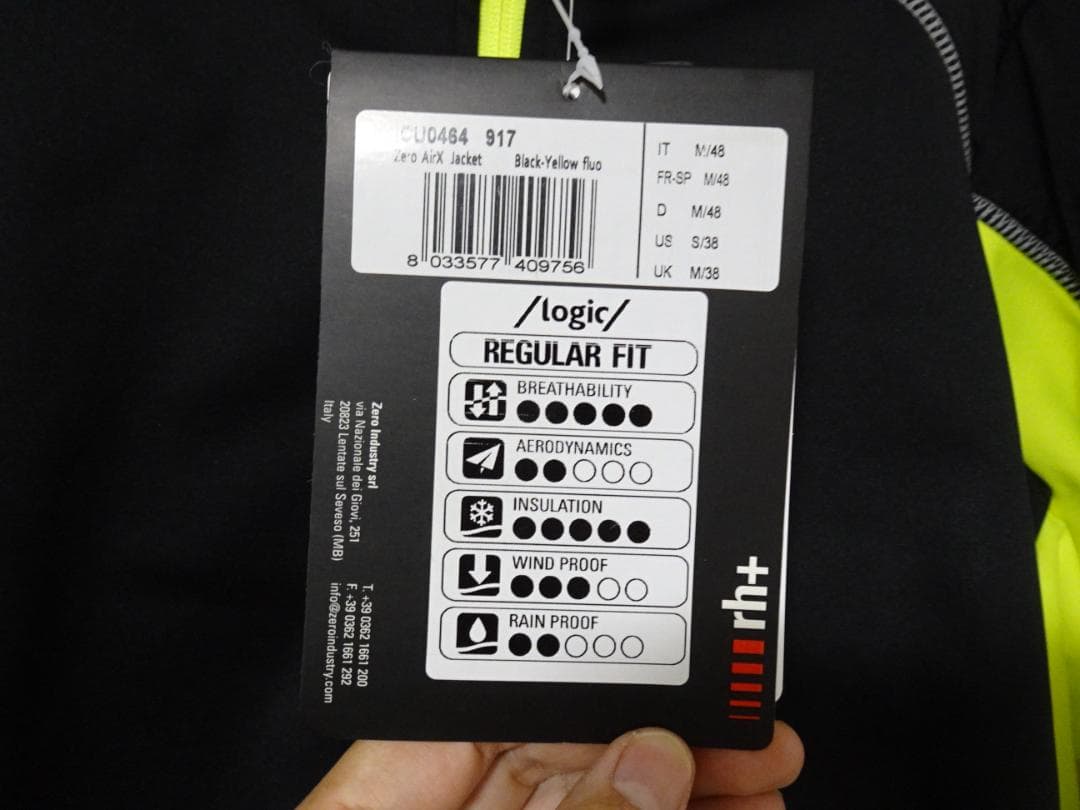 CU0464 917
Zero AirX Jacket Black-Yellow fluo
8 033577 409756
IT M/48
FR-SP M/48
D M/48
US S/38
UK M/38
/logic/
REGULAR FIT
BREATHABILITY
AERODYNAMICS
INSULATION
WIND PROOF
RAIN PROOF
Zero Industry srl
via Nazionale dei Giovi, 251
20823 Lentate sul Seveso (MB)
Italy
T. +39 0362 1661 200
F. +39 0362 1661 292
info@zeroindustry.com
rh+